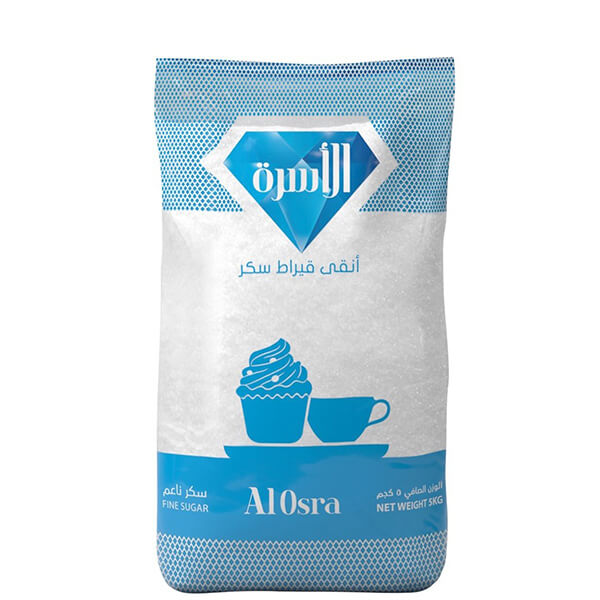 الأسرة
أنقى قيراط سكر
سكر ناعم
FINE SUGAR
Al Osra
الوزن الصافي ٥ كجم
NET WEIGHT 5KG